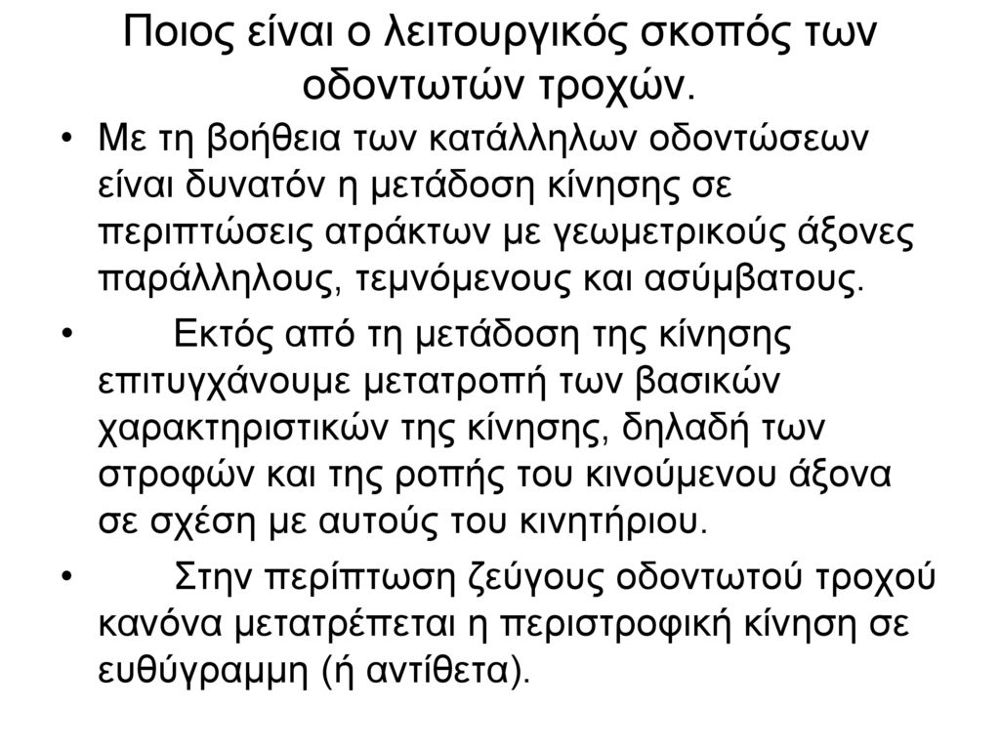 Ποιος είναι ο λειτουργικός σκοπός των
οδοντωτών τροχών.
• Με τη βοήθεια των κατάλληλων οδοντώσεων
είναι δυνατόν η μετάδοση κίνησης σε
περιπτώσεις ατράκτων με γεωμετρικούς άξονες
παράλληλους, τεμνόμενους και ασύμβατους.
• Εκτός από τη μετάδοση της κίνησης
επιτυγχάνουμε μετατροπή των βασικών
χαρακτηριστικών της κίνησης, δηλαδή των
στροφών και της ροπής του κινούμενου άξονα
σε σχέση με αυτούς του κινητήριου.
• Στην περίπτωση ζεύγους οδοντωτού τροχού
κανόνα μετατρέπεται η περιστροφική κίνηση σε
ευθύγραμμη (ή αντίθετα).